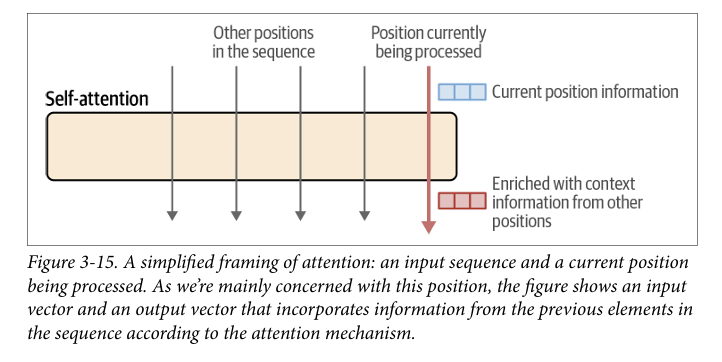 Other positions
in the sequence
Position currently
being processed
Self-attention
Current position information
Enriched with context
information from other
positions
Figure 3-15. A simplified framing of attention: an input sequence and a current position
being processed. As we’re mainly concerned with this position, the figure shows an input
vector and an output vector that incorporates information from the previous elements in
the sequence according to the attention mechanism.